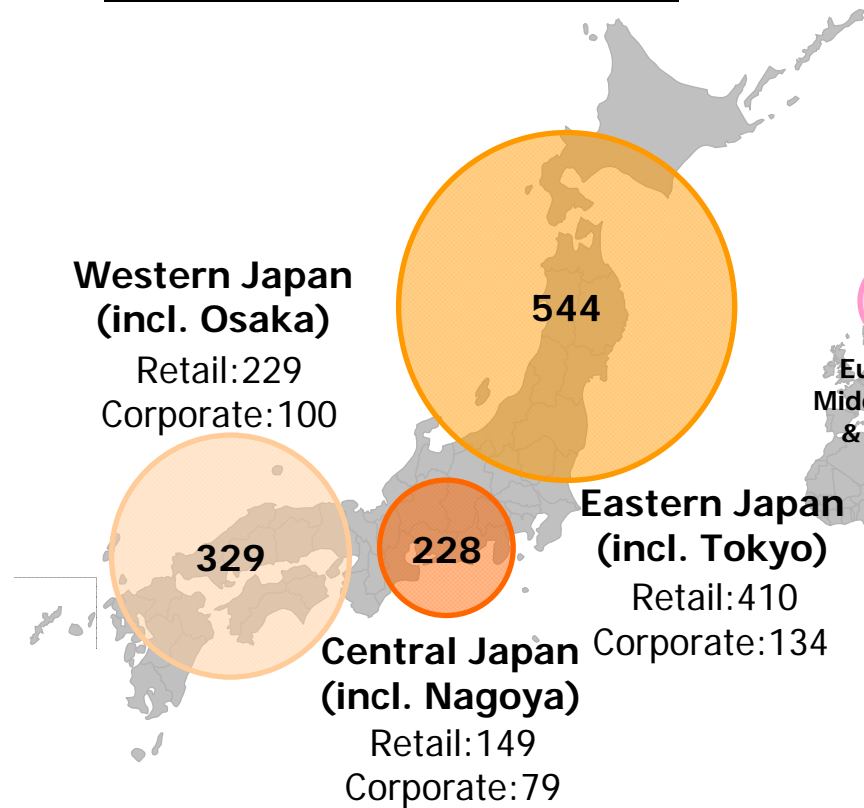 Western Japan
(incl. Osaka)
Retail:229
Corporate:100
544
329
228
Eastern Japan
(incl. Tokyo)
Retail:410
Corporate:134
Central Japan
(incl. Nagoya)
Retail:149
Corporate:79
&